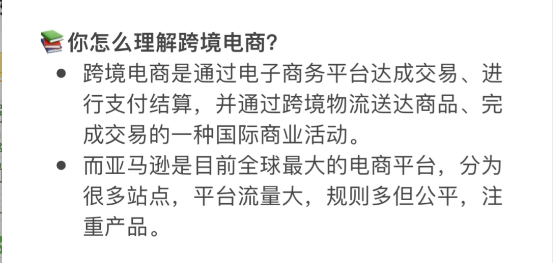 📚你怎么理解跨境电商?
• 跨境电商是通过电子商务平台达成交易、进
行支付结算，并通过跨境物流送达商品、完
成交易的一种国际商业活动。
• 而亚马逊是目前全球最大的电商平台，分为
很多站点，平台流量大，规则多但公平，注
重产品。